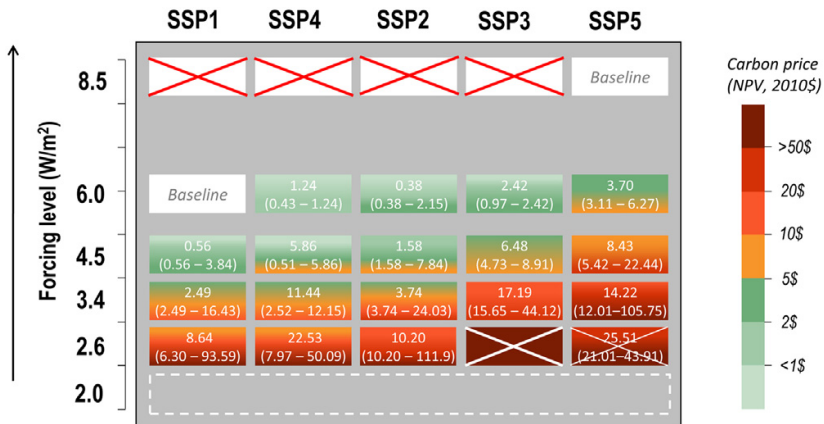 SSP1 SSP4 SSP2 SSP3 SSP5
Forcing level (W/m²)
8.5 Baseline
6.0 Baseline 1.24 0.38 2.42 3.70
(0.43 – 1.24) (0.38 – 2.15) (0.97 – 2.42) (3.11 – 6.27)
4.5 0.56 5.86 1.58 6.48 8.43
(0.56 – 3.84) (0.51 – 5.86) (1.58 – 7.84) (4.73 – 8.91) (5.42 – 22.44)
3.4 2.49 11.44 3.74 17.19 14.22
(2.49 – 16.43) (2.52 – 12.15) (3.74 – 24.03) (15.65 – 44.12) (12.01–105.75)
2.6 8.64 22.53 10.20 25.51
(6.30 – 93.59) (7.97 – 50.09) (10.20 – 111.9) (21.01–43.91)
2.0
Carbon price
(NPV, 2010$)
>50$
20$
10$
5$
2$
<1$